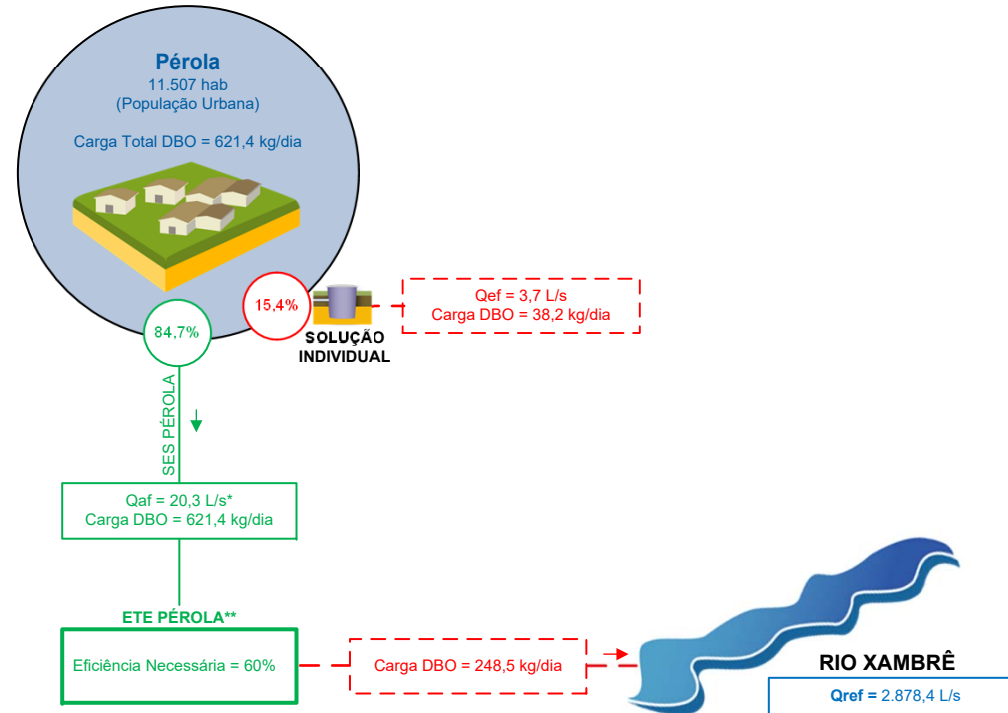 Pérola
11.507 hab
(População Urbana)
Carga Total DBO = 621,4 kg/dia
15,4%
84,7%
SOLUÇÃO
INDIVIDUAL
Qef = 3,7 L/s
Carga DBO = 38,2 kg/dia
SES PÉROLA
Qaf = 20,3 L/s*
Carga DBO = 621,4 kg/dia
ETE PÉROLA**
Eficiência Necessária = 60%
Carga DBO = 248,5 kg/dia
RIO XAMBRÊ
Qref = 2.878,4 L/s